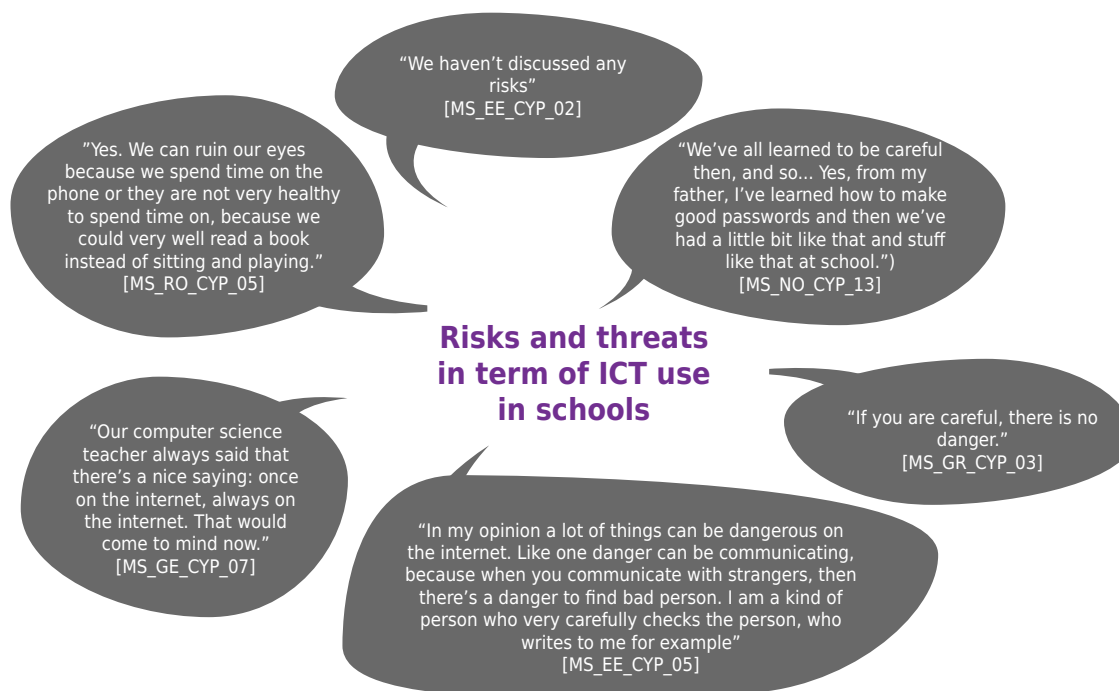 “We haven’t discussed any
risks”
[MS_EE_CYP_02]
”Yes. We can ruin our eyes
because we spend time on the
phone or they are not very healthy
to spend time on, because we
could very well read a book
instead of sitting and playing.”
[MS_RO_CYP_05]
“We’ve all learned to be careful
then, and so... Yes, from my
father, I’ve learned how to make
good passwords and then we’ve
had a little bit like that and stuff
like that at school.”)
[MS_NO_CYP_13]
Risks and threats
in term of ICT use
in schools
“If you are careful, there is no
danger.”
[MS_GR_CYP_03]
“Our computer science
teacher always said that
there’s a nice saying: once
on the internet, always on
the internet. That would
come to mind now.”
[MS_GE_CYP_07]
“In my opinion a lot of things can be dangerous on
the internet. Like one danger can be communicating,
because when you communicate with strangers, then
there’s a danger to find bad person. I am a kind of
person who very carefully checks the person, who
writes to me for example”
[MS_EE_CYP_05]